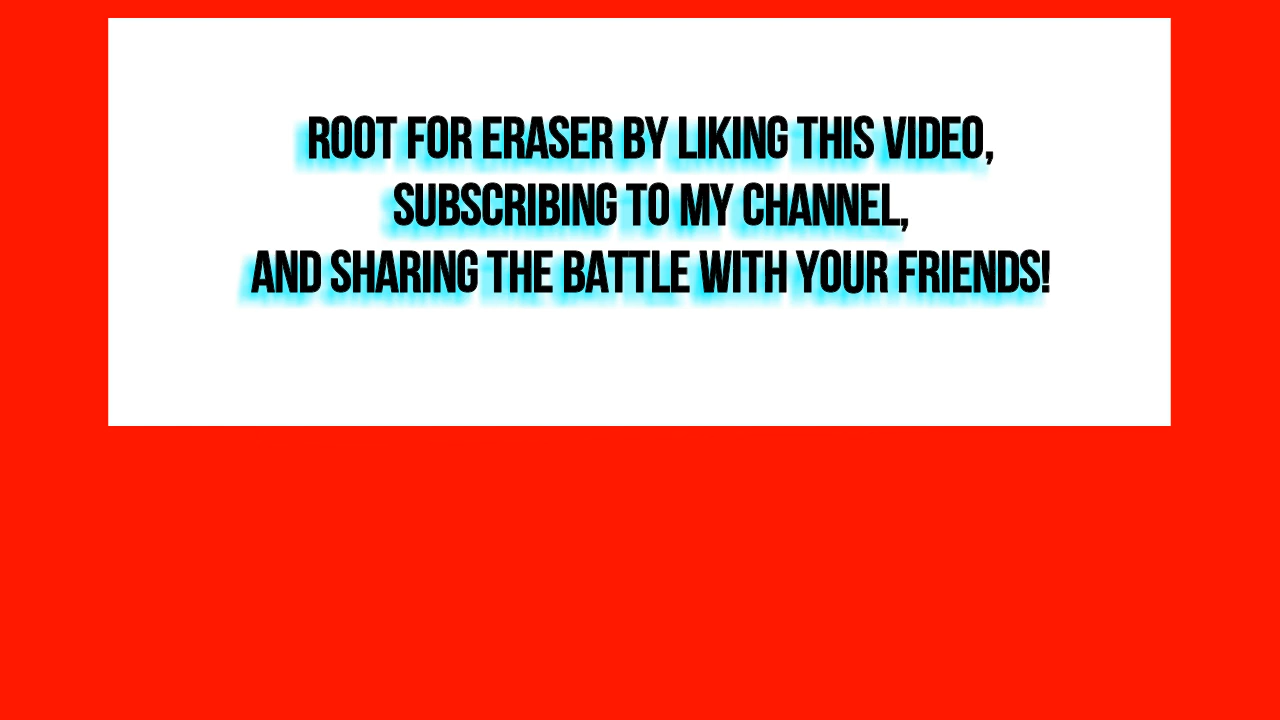 ROOT FOR ERASER BY LIKING THIS VIDEO,
SUBSCRIBING TO MY CHANNEL,
AND SHARING THE BATTLE WITH YOUR FRIENDS!